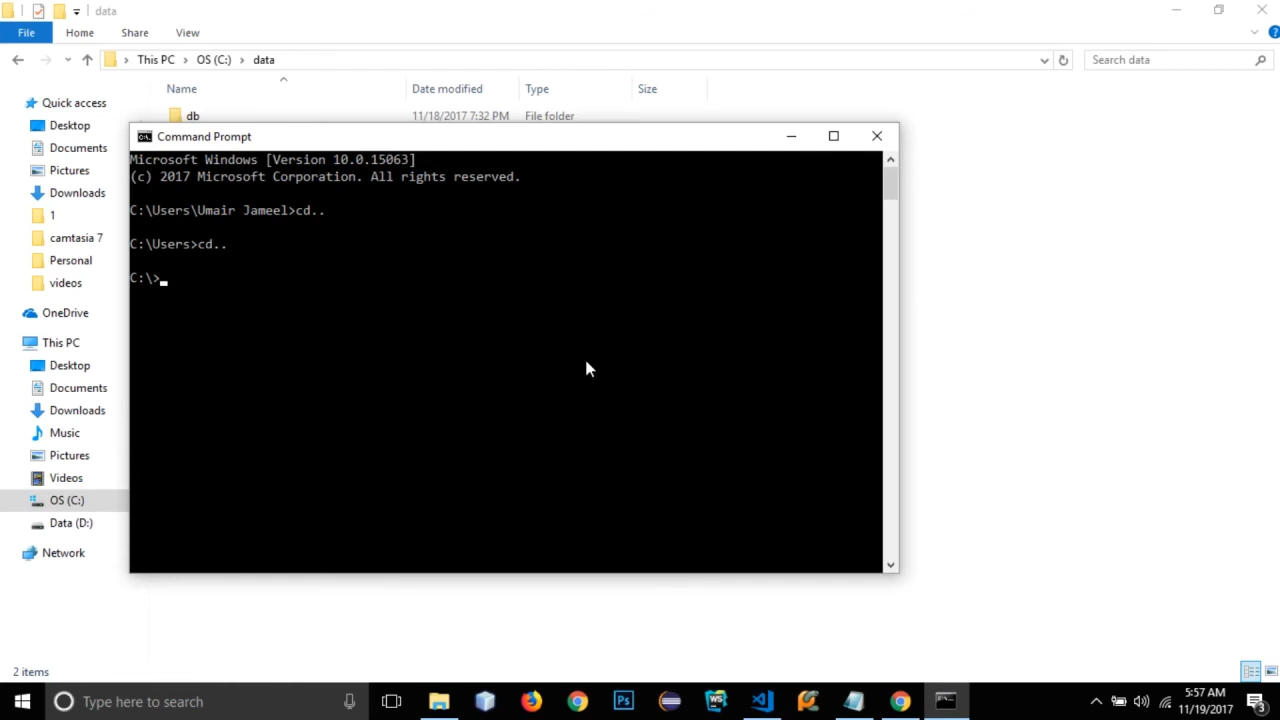 data
File Home Share View
This PC OS (C:) data Search data
Name Date modified Type Size
db 11/18/2017 7:32 PM File folder
Quick access
Desktop
Documents
Pictures
Downloads
1
camtasia 7
Personal
videos
OneDrive
This PC
Desktop
Documents
Downloads
Music
Pictures
Videos
OS (C:)
Data (D:)
Network
Command Prompt
Microsoft Windows [Version 10.0.15063]
(c) 2017 Microsoft Corporation. All rights reserved.
C:\Users\Umair Jameel>cd..
C:\Users>cd..
C:\>
2 items
Type here to search
Ps
WS
5:57 AM
11/19/2017
3